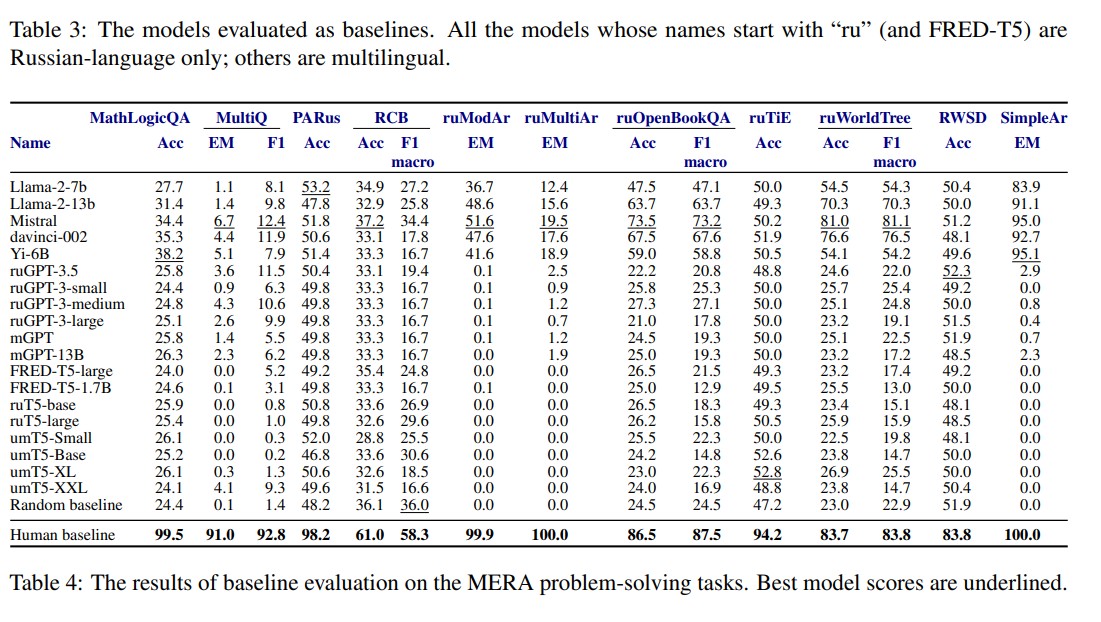 Table 3: The models evaluated as baselines. All the models whose names start with “ru” (and FRED-T5) are
Russian-language only; others are multilingual.
MathLogicQA MultiQ PARus RCB ruModAr ruMultiAr ruOpenBookQA ruTiE ruWorldTree RWSD SimpleAr
Name Acc EM F1 Acc Acc F1 EM EM Acc F1 Acc Acc F1 Acc EM
macro macro macro
Llama-2-7b 27.7 1.1 8.1 53.2 34.9 27.2 36.7 12.4 47.5 47.1 50.0 54.5 54.3 50.4 83.9
Llama-2-13b 31.4 1.4 9.8 47.8 32.9 25.8 48.6 15.6 63.7 63.7 49.3 70.3 70.3 50.0 91.1
Mistral 34.4 6.7 12.4 51.8 37.2 34.4 51.6 19.5 73.5 73.2 50.2 81.0 81.1 51.2 95.0
davinci-002 35.3 4.4 11.9 50.6 33.1 17.8 47.6 17.6 67.5 67.6 51.9 76.6 76.5 48.1 92.7
Yi-6B 38.2 5.1 7.9 51.4 33.3 16.7 41.6 18.9 59.0 58.8 50.5 54.1 54.2 49.6 95.1
ruGPT-3.5 25.8 3.6 11.5 50.4 33.1 19.4 0.1 2.5 22.2 20.8 48.8 24.6 22.0 52.3 2.9
ruGPT-3-small 24.4 0.9 6.3 49.8 33.3 16.7 0.1 0.9 25.8 25.3 50.0 25.7 25.4 49.2 0.0
ruGPT-3-medium 24.8 4.3 10.6 49.8 33.3 16.7 0.1 1.2 27.3 27.1 50.0 25.1 24.8 50.0 0.8
ruGPT-3-large 25.1 2.6 9.9 49.8 33.3 16.7 0.1 0.7 21.0 17.8 50.0 23.2 19.1 51.5 0.4
mGPT 25.8 1.4 5.5 49.8 33.3 16.7 0.1 1.2 24.5 19.3 50.0 25.1 22.5 51.9 0.7
mGPT-13B 26.3 2.3 6.2 49.8 33.3 16.7 0.0 1.9 25.0 19.3 50.0 23.2 17.2 48.5 2.3
FRED-T5-large 24.0 0.0 5.2 49.2 35.4 24.8 0.0 0.0 26.5 21.5 49.3 23.2 17.4 49.2 0.0
FRED-T5-1.7B 24.6 0.1 3.1 49.8 33.3 16.7 0.1 0.0 25.0 12.9 49.5 25.5 13.0 50.0 0.0
ruT5-base 25.9 0.0 0.8 50.8 33.6 26.9 0.0 0.0 26.5 18.3 49.3 23.4 15.1 48.1 0.0
ruT5-large 25.4 0.0 1.0 49.8 32.6 29.6 0.0 0.0 26.2 15.8 50.5 25.9 15.9 48.5 0.0
umT5-Small 26.1 0.0 0.3 52.0 28.8 25.5 0.0 0.0 25.5 22.3 50.0 22.5 19.8 48.1 0.0
umT5-Base 25.2 0.0 0.2 46.8 33.6 30.6 0.0 0.0 24.2 14.8 52.6 23.8 14.7 50.0 0.0
umT5-XL 26.1 0.3 1.3 50.6 32.6 18.5 0.0 0.0 23.0 22.3 52.8 26.9 25.5 50.0 0.0
umT5-XXL 24.1 4.1 9.3 49.6 31.5 16.6 0.0 0.0 24.0 16.9 48.8 23.8 14.7 50.4 0.0
Random baseline 24.4 0.1 1.4 48.2 36.1 36.0 0.0 0.0 24.5 24.5 47.2 23.0 22.9 51.9 0.0
Human baseline 99.5 91.0 92.8 98.2 61.0 58.3 99.9 100.0 86.5 87.5 94.2 83.7 83.8 83.8 100.0
Table 4: The results of baseline evaluation on the MERA problem-solving tasks. Best model scores are underlined.